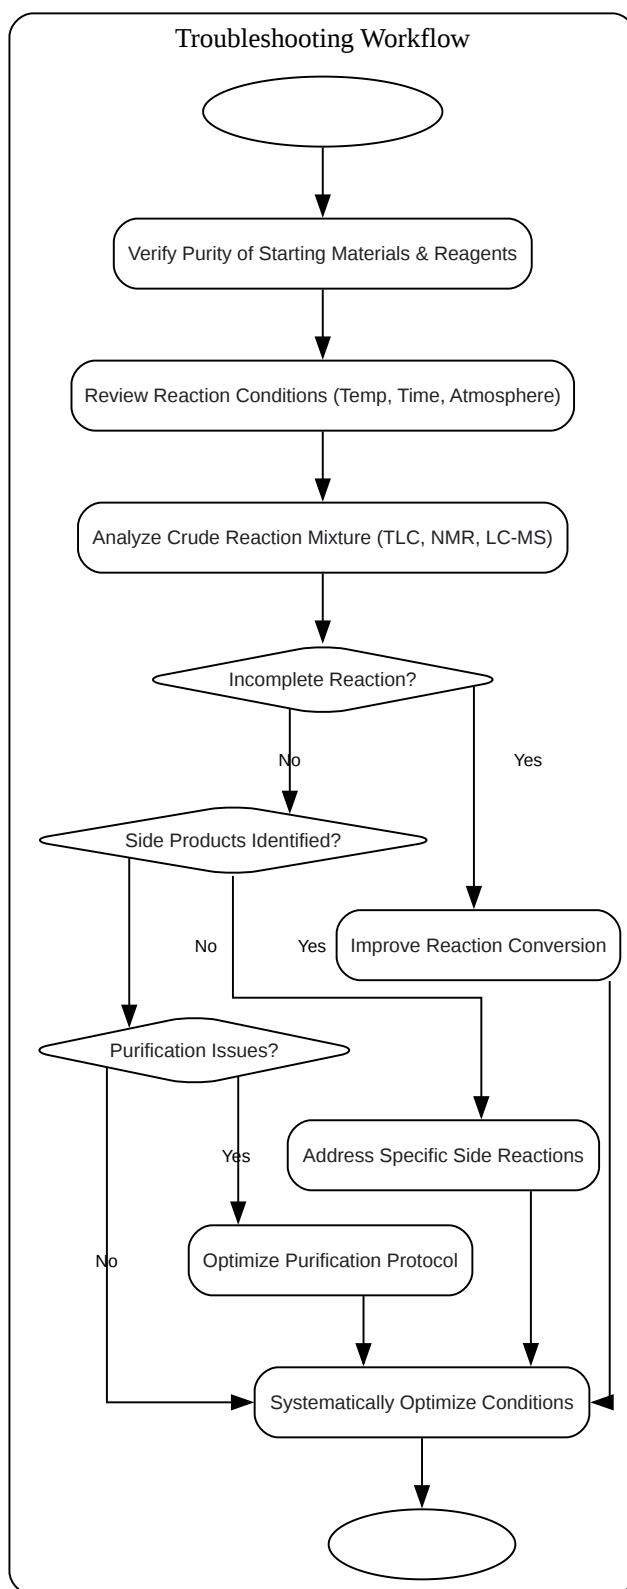 Troubleshooting Workflow
Verify Purity of Starting Materials & Reagents
Review Reaction Conditions (Temp, Time, Atmosphere)
Analyze Crude Reaction Mixture (TLC, NMR, LC-MS)
Incomplete Reaction?
No
Yes
Side Products Identified?
No
Yes
Improve Reaction Conversion
Purification Issues?
Yes
Address Specific Side Reactions
No
Optimize Purification Protocol
Systematically Optimize Conditions